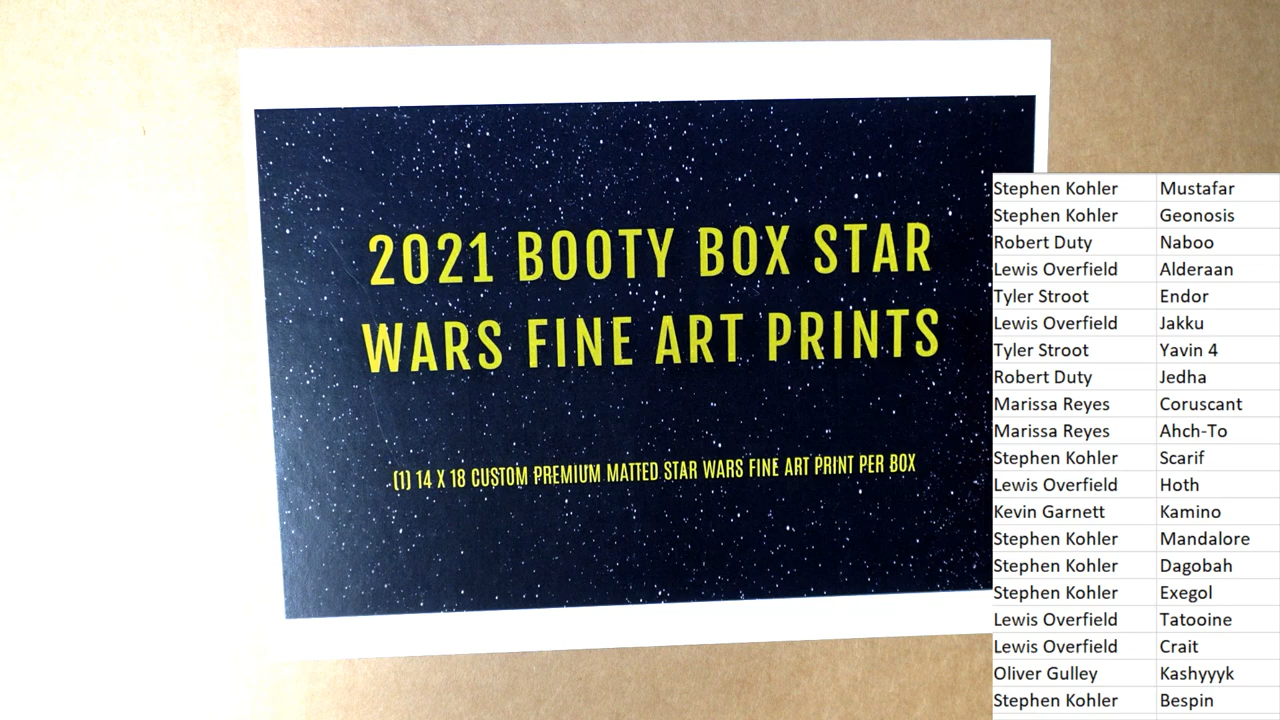 2021 BOOTY BOX STAR
WARS FINE ART PRINTS
(1) 14 X 18 CUSTOM PREMIUM MATTED STAR WARS FINE ART PRINT PER BOX
Stephen Kohler Mustafar
Stephen Kohler Geonosis
Robert Duty Naboo
Lewis Overfield Alderaan
Tyler Stroot Endor
Lewis Overfield Jakku
Tyler Stroot Yavin 4
Robert Duty Jedha
Marissa Reyes Coruscant
Marissa Reyes Ahch-To
Stephen Kohler Scarif
Lewis Overfield Hoth
Kevin Garnett Kamino
Stephen Kohler Mandalore
Stephen Kohler Dagobah
Stephen Kohler Exegol
Lewis Overfield Tatooine
Lewis Overfield Crait
Oliver Gulley Kashyyyk
Stephen Kohler Bespin